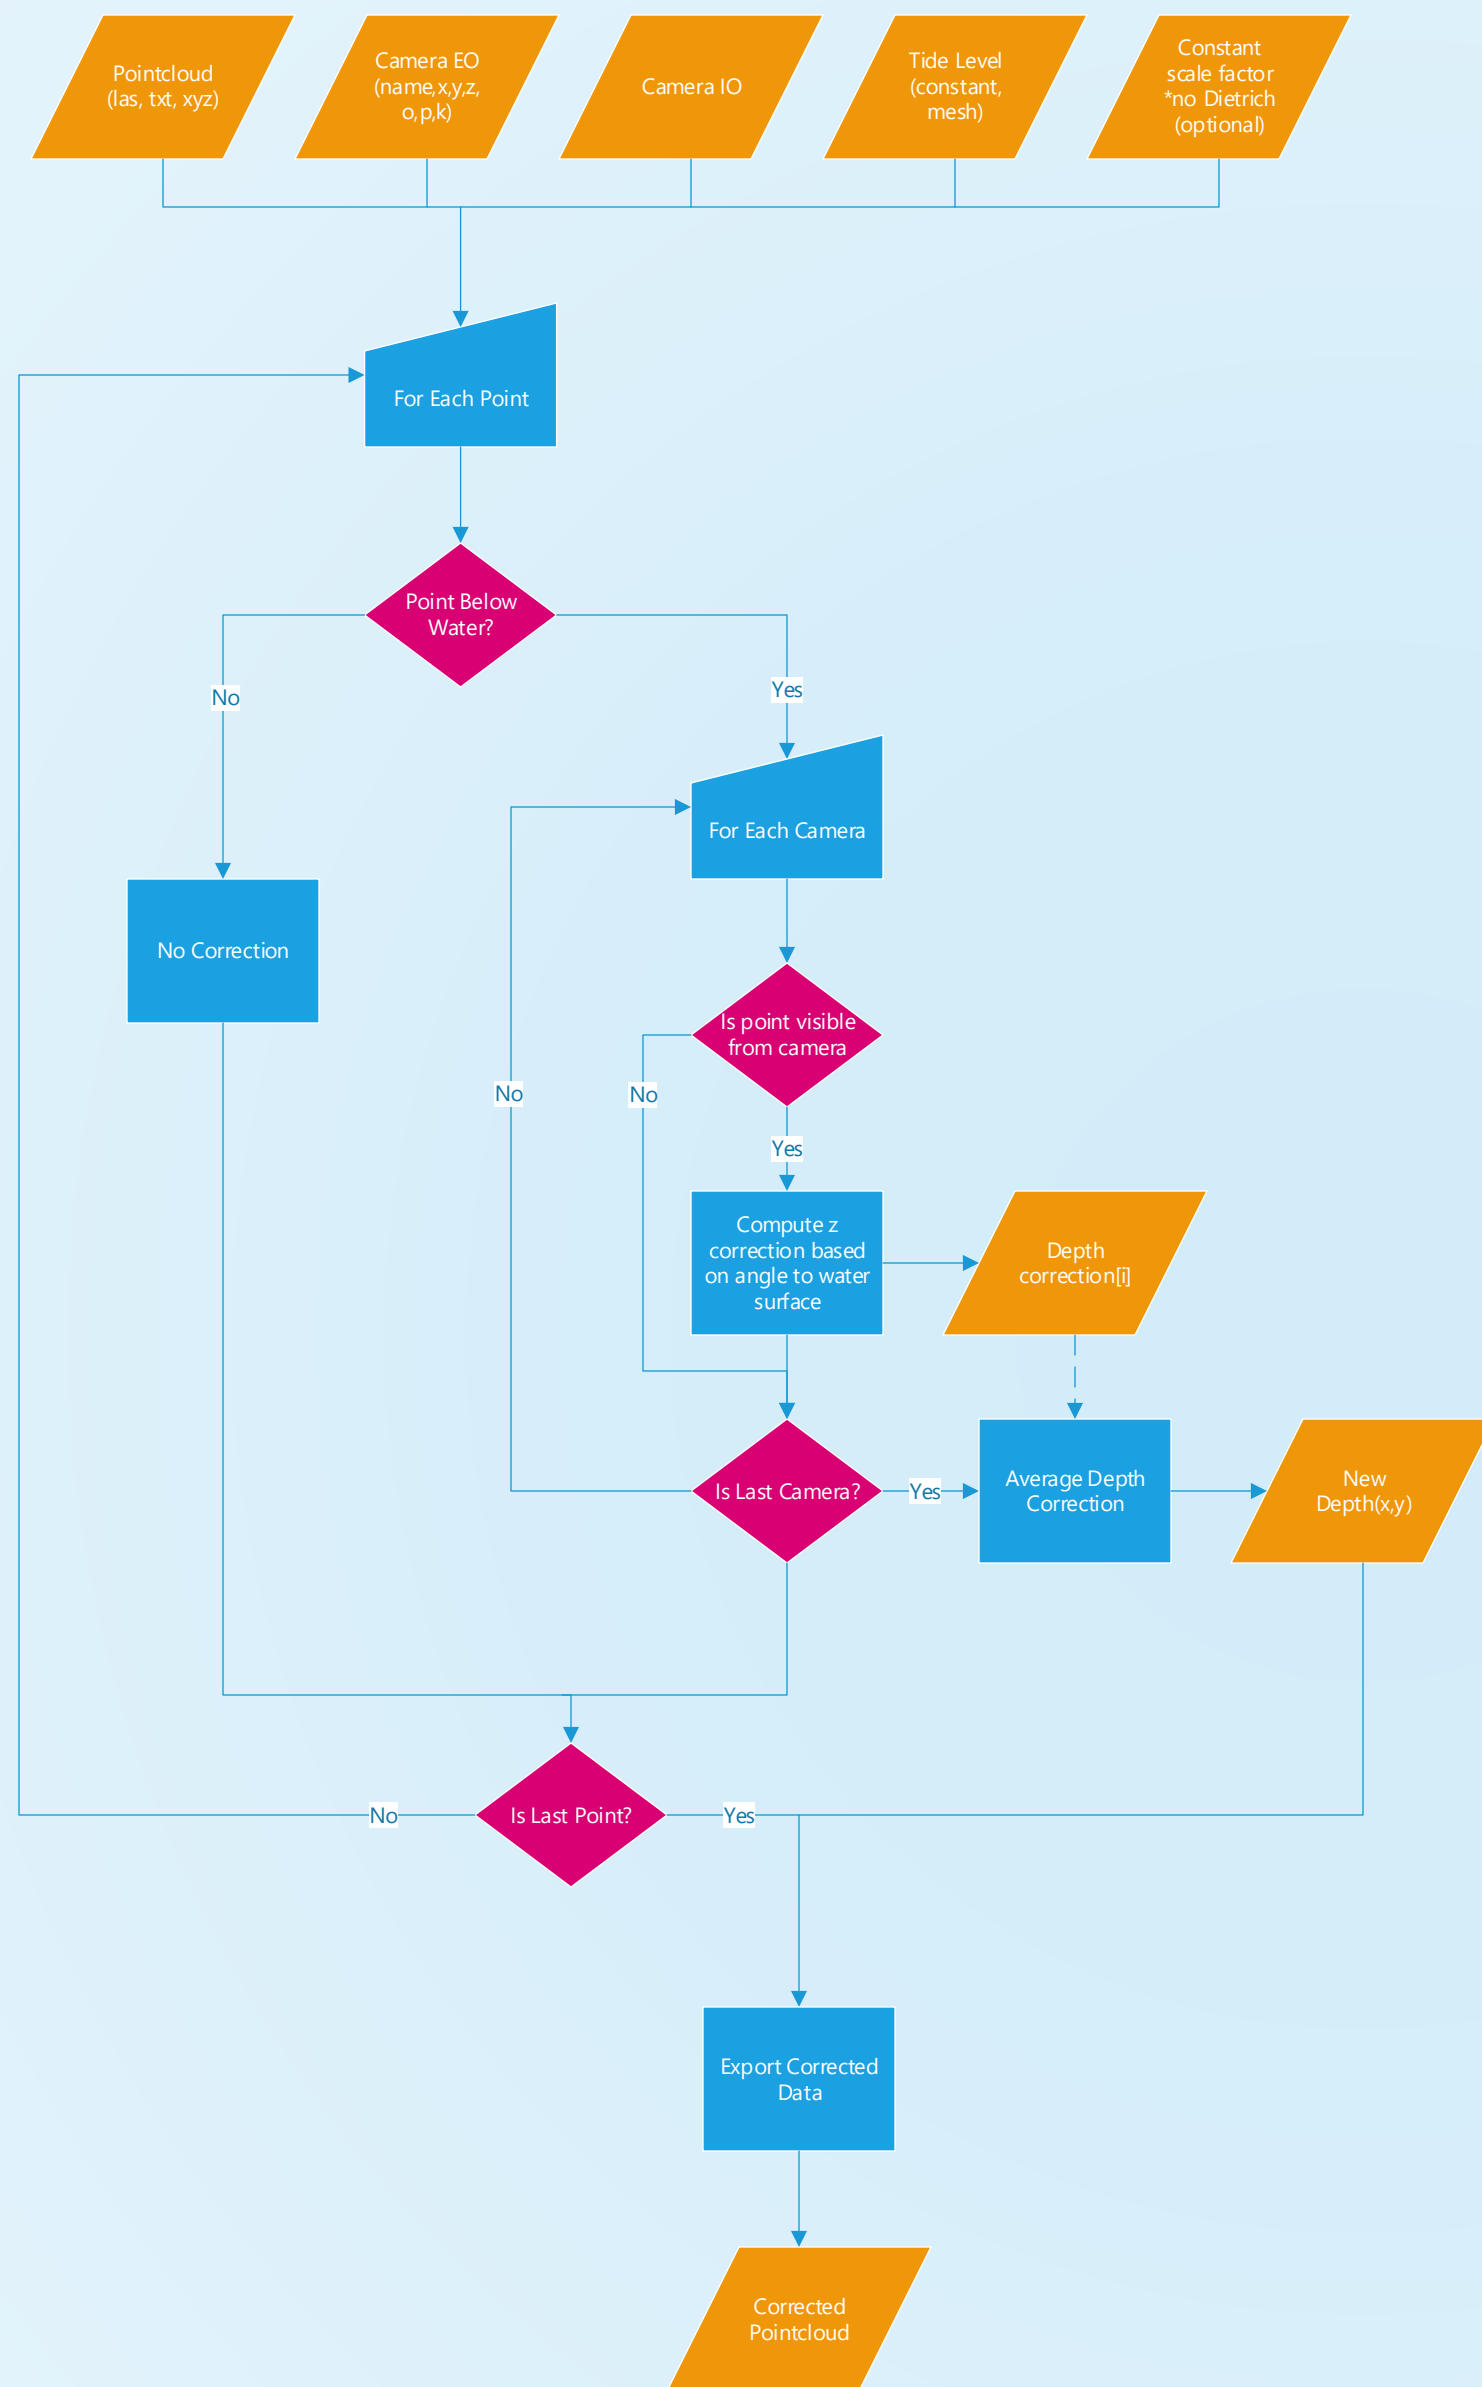 Pointcloud
(las, txt, xyz)
Camera EO
(name,x,y,z,
o,p,k)
Camera IO
Tide Level
(constant,
mesh)
Constant
scale factor
*no Dietrich
(optional)
For Each Point
Point Below
Water?
No
Yes
For Each Camera
No Correction
Is point visible
from camera
No
No
Yes
Compute z
correction based
on angle to water
surface
Depth
correction[i]
Is Last Camera?
Yes
Average Depth
Correction
New
Depth(x,y)
No
Is Last Point?
Yes
Export Corrected
Data
Corrected
Pointcloud